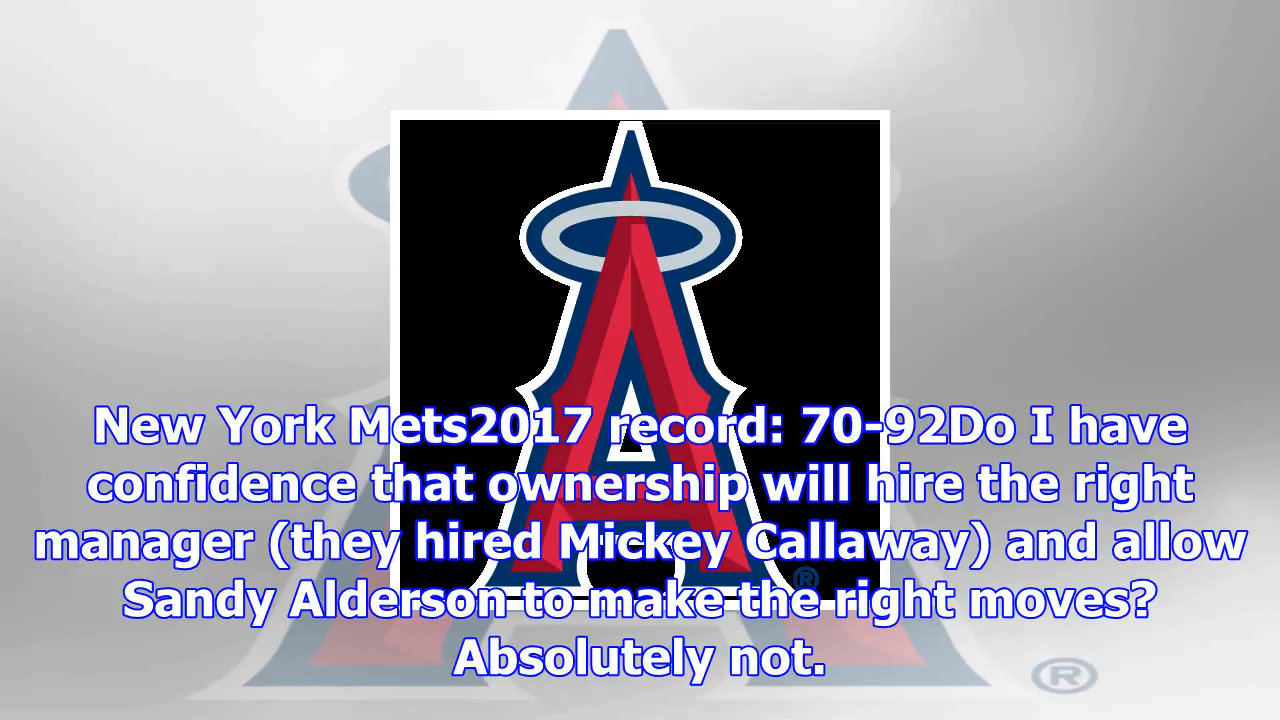 New York Mets2017 record: 70-92Do I have
confidence that ownership will hire the right
manager (they hired Mickey Callaway) and allow
Sandy Alderson to make the right moves?
Absolutely not.
®
®